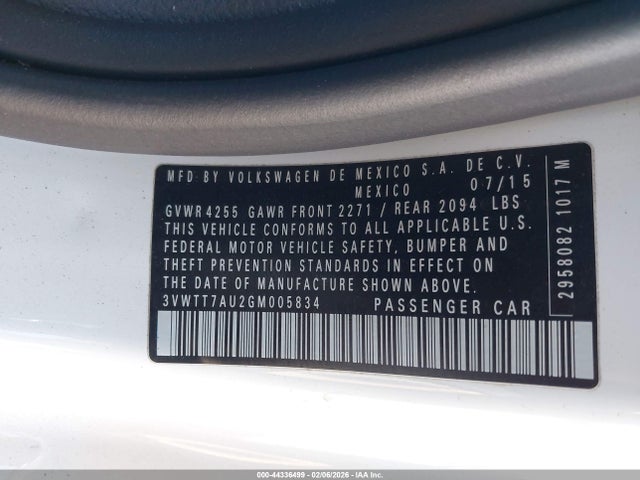 MFD BY VOLKSWAGEN DE MEXICO S.A. DE C.V.
MEXICO 07/15
GVWR 4255 GAWR FRONT 2271 / REAR 2094 LBS
THIS VEHICLE CONFORMS TO ALL APPLICABLE U.S.
FEDERAL MOTOR VEHICLE SAFETY, BUMPER AND
THEFT PREVENTION STANDARDS IN EFFECT ON
THE DATE OF MANUFACTURE SHOWN ABOVE.
3VWTT7AU2GM005834 PASSENGER CAR
2958082 1017 M
000-44336499 - 02/06/2026 - IAA Inc.